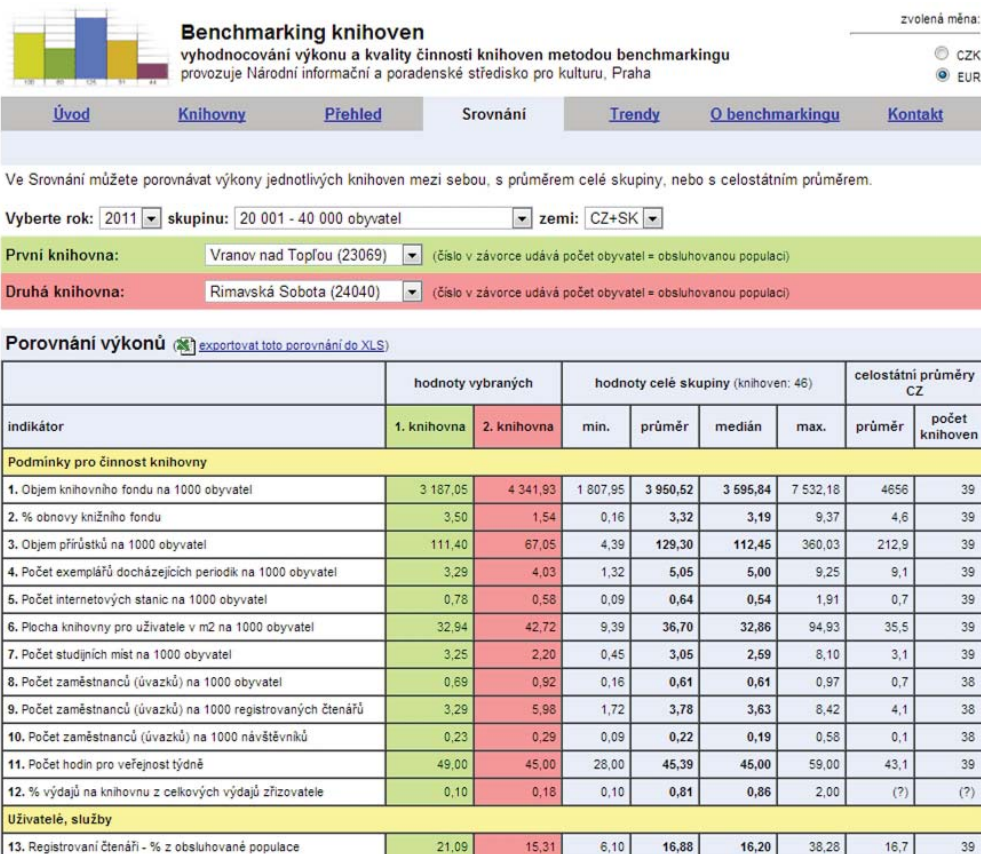 100 80 125 91 44
Benchmarking knihoven
vyhodnocování výkonu a kvality činnosti knihoven metodou benchmarkingu
provozuje Národní informační a poradenské středisko pro kulturu, Praha
zvolená měna:
CZK
EUR
Úvod Knihovny Přehled Srovnání Trendy O benchmarkingu Kontakt
Ve Srovnání můžete porovnávat výkony jednotlivých knihoven mezi sebou, s průměrem celé skupiny, nebo s celostátním průměrem.
Vyberte rok: 2011 skupinu: 20 001 - 40 000 obyvatel zemi: CZ+SK
První knihovna: Vranov nad Topľou (23069) (číslo v závorce udává počet obyvatel = obsluhovanou populaci)
Druhá knihovna: Rimavská Sobota (24040) (číslo v závorce udává počet obyvatel = obsluhovanou populaci)
Porovnání výkonů (exportovat toto porovnání do XLS)
hodnoty vybraných hodnoty celé skupiny (knihoven: 46) celostátní průměry CZ
indikátor 1. knihovna 2. knihovna min. průměr medián max. průměr počet knihoven
Podmínky pro činnost knihovny
1. Objem knihovního fondu na 1000 obyvatel 3 187,05 4 341,93 1 807,95 3 950,52 3 595,84 7 532,18 4656 39
2. % obnovy knižního fondu 3,50 1,54 0,16 3,32 3,19 9,37 4,6 39
3. Objem přírůstků na 1000 obyvatel 111,40 67,05 4,39 129,30 112,45 360,03 212,9 39
4. Počet exemplářů docházejících periodik na 1000 obyvatel 3,29 4,03 1,32 5,05 5,00 9,25 9,1 39
5. Počet internetových stanic na 1000 obyvatel 0,78 0,58 0,09 0,64 0,54 1,91 0,7 39
6. Plocha knihovny pro uživatele v m2 na 1000 obyvatel 32,94 42,72 9,39 36,70 32,86 94,93 35,5 39
7. Počet studijních míst na 1000 obyvatel 3,25 2,20 0,45 3,05 2,59 8,10 3,1 39
8. Počet zaměstnanců (úvazků) na 1000 obyvatel 0,69 0,92 0,16 0,61 0,61 0,97 0,7 38
9. Počet zaměstnanců (úvazků) na 1000 registrovaných čtenářů 3,29 5,98 1,72 3,78 3,63 8,42 4,1 38
10. Počet zaměstnanců (úvazků) na 1000 návštěvníků 0,23 0,29 0,09 0,22 0,19 0,58 0,1 38
11. Počet hodin pro veřejnost týdně 49,00 45,00 28,00 45,39 45,00 59,00 43,1 39
12. % výdajů na knihovnu z celkových výdajů zřizovatele 0,10 0,18 0,10 0,81 0,86 2,00 (?) (?)
Uživatelé, služby
13. Registrovaní čtenáři - % z obsluhované populace 21,09 15,31 6,10 16,88 16,20 38,28 16,7 39